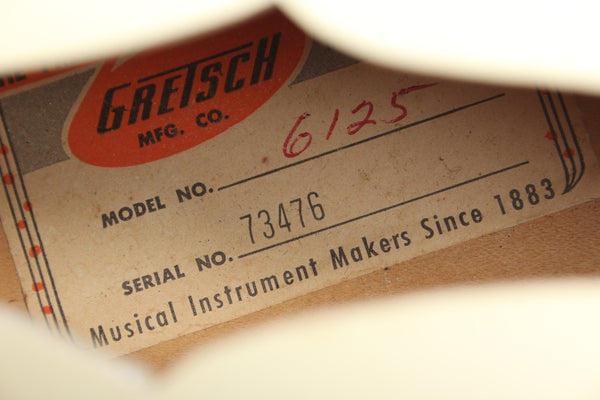 GRETSCH
MFG. CO.
MODEL NO. 6125
SERIAL NO. 73476
Musical Instrument Makers Since 1883